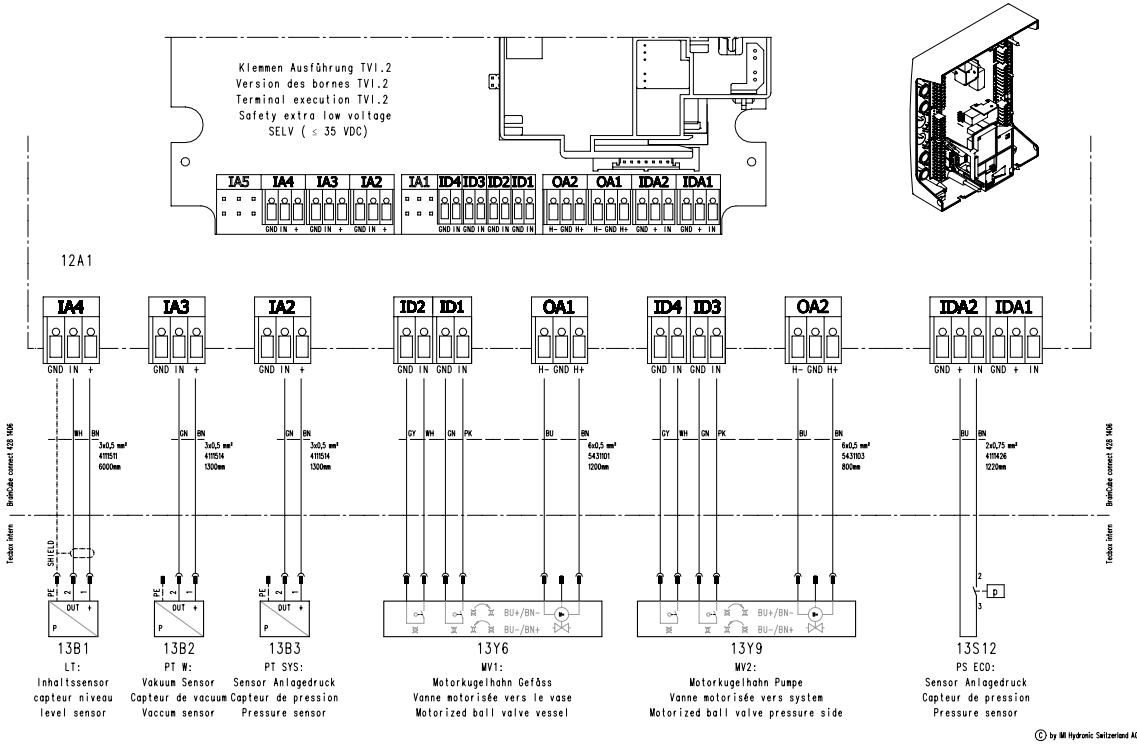 Klemmen Ausführung TV1.2
Version des bornes TV1.2
Terminal execution TV1.2
Safety extra low voltage
SELV ( ≤ 35 VDC)
IA5 IA4 IA3 IA2 IA1 ID4 ID3 ID2 ID1 OA2 OA1 IDA2 IDA1
GND IN + GND IN + GND IN + GND IN GND IN GND IN GND IN H- GND H+ H- GND H+ GND + IN GND + IN
12A1
IA4 IA3 IA2 ID2 ID1 OA1 ID4 ID3 OA2 IDA2 IDA1
GND IN + GND IN + GND IN + GND IN GND IN H- GND H+ GND IN GND IN H- GND H+ GND + IN GND + IN
WH BN GN BN GN BN GY WH GN PK BU BN GY WH GN PK BU BN BU BN
3x0,5 mm² 3x0,5 mm² 3x0,5 mm² 6x0,5 mm² 6x0,5 mm² 2x0,75 mm²
4111511 4111514 4111514 5431101 5431103 4111426
6000mm 1300mm 1300mm 1200mm 800mm 1220mm
BrainCube connect 428 1406
BrainCube connect 428 1406
Tecbox intern
Tecbox intern
SHIELD
PE 2 1 PE 2 1 PE 2 1 2
OUT + OUT + OUT + BU+/BN- M BU+/BN- M p
P P P BU-/BN+ BU-/BN+ 3
13B1 13B2 13B3 13Y6 13Y9 13S12
LT: PT W: PT SYS: MV1: MV2: PS ECO:
Inhaltssensor Vakuum Sensor Sensor Anlagedruck Motorkugelhahn Gefäss Motorkugelhahn Pumpe Sensor Anlagedruck
capteur niveau Capteur de vacuum Capteur de pression Vanne motorisée vers le vase Vanne motorisée vers system Capteur de pression
level sensor Vaccum sensor Pressure sensor Motorized ball valve vessel Motorized ball valve pressure side Pressure sensor
© by IMI Hydronic Switzerland AG